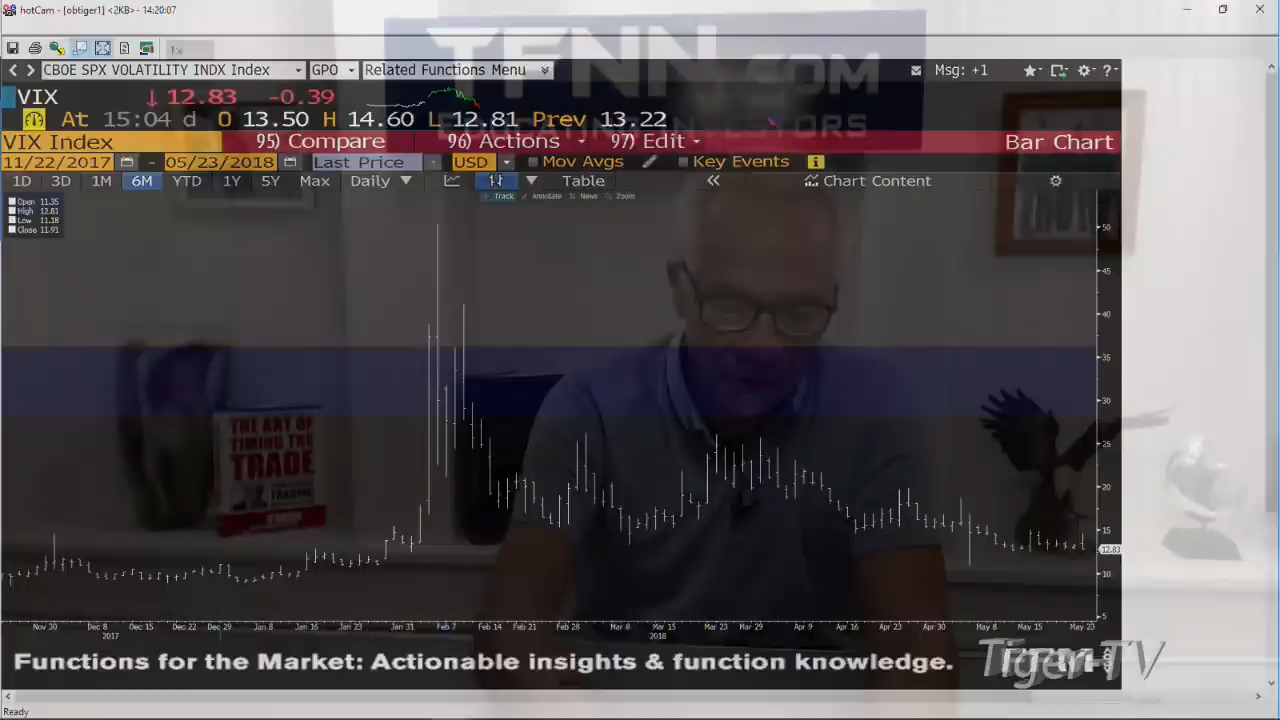 hotCam - [obtiger1] <2KB> - 14:20:07
TFNN.COM
EDUCATING INVESTORS
CBOE SPX VOLATILITY INDX Index GPO Related Functions Menu Msg: +1
VIX ↓12.83 -0.39
At 15:04 d O 13.50 H 14.60 L 12.81 Prev 13.22
VIX Index 95) Compare 96) Actions 97) Edit Bar Chart
11/22/2017 - 05/23/2018 Last Price USD Mov Avgs Key Events
1D 3D 1M 6M YTD 1Y 5Y Max Daily Table Chart Content
Track Annotate News Zoom
Open 11.35
High 12.81
Low 11.18
Close 11.91
50
45
40
35
30
25
20
15
12.83
10
5
THE ART OF
TIMING THE
TRADE
Nov 30 Dec 8 Dec 15 Dec 22 Dec 29 Jan 8 Jan 16 Jan 23 Jan 31 Feb 7 Feb 14 Feb 21 Feb 28 Mar 8 Mar 15 Mar 23 Mar 29 Apr 9 Apr 16 Apr 23 Apr 30 May 8 May 15 May 23
2017 2018
Functions for the Market: Actionable insights & function knowledge.
Tiger-TV
Ready